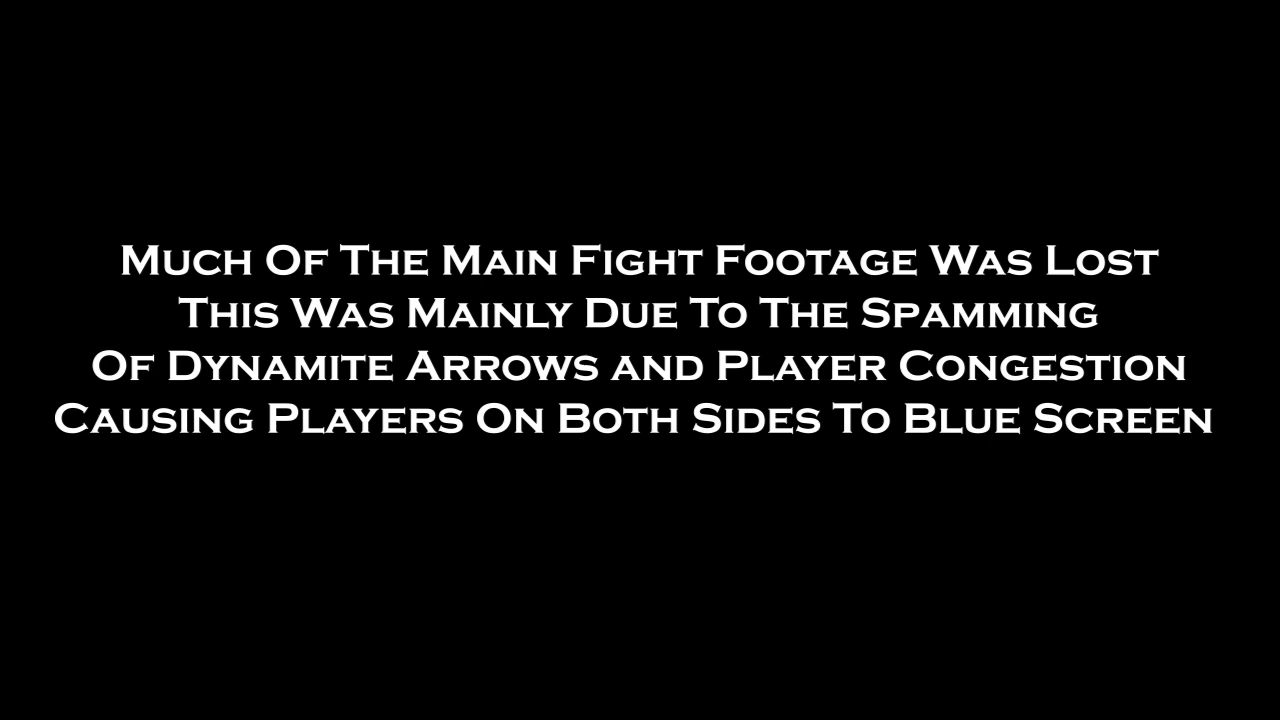 Much Of The Main Fight Footage Was Lost
This Was Mainly Due To The Spamming
Of Dynamite Arrows and Player Congestion
Causing Players On Both Sides To Blue Screen